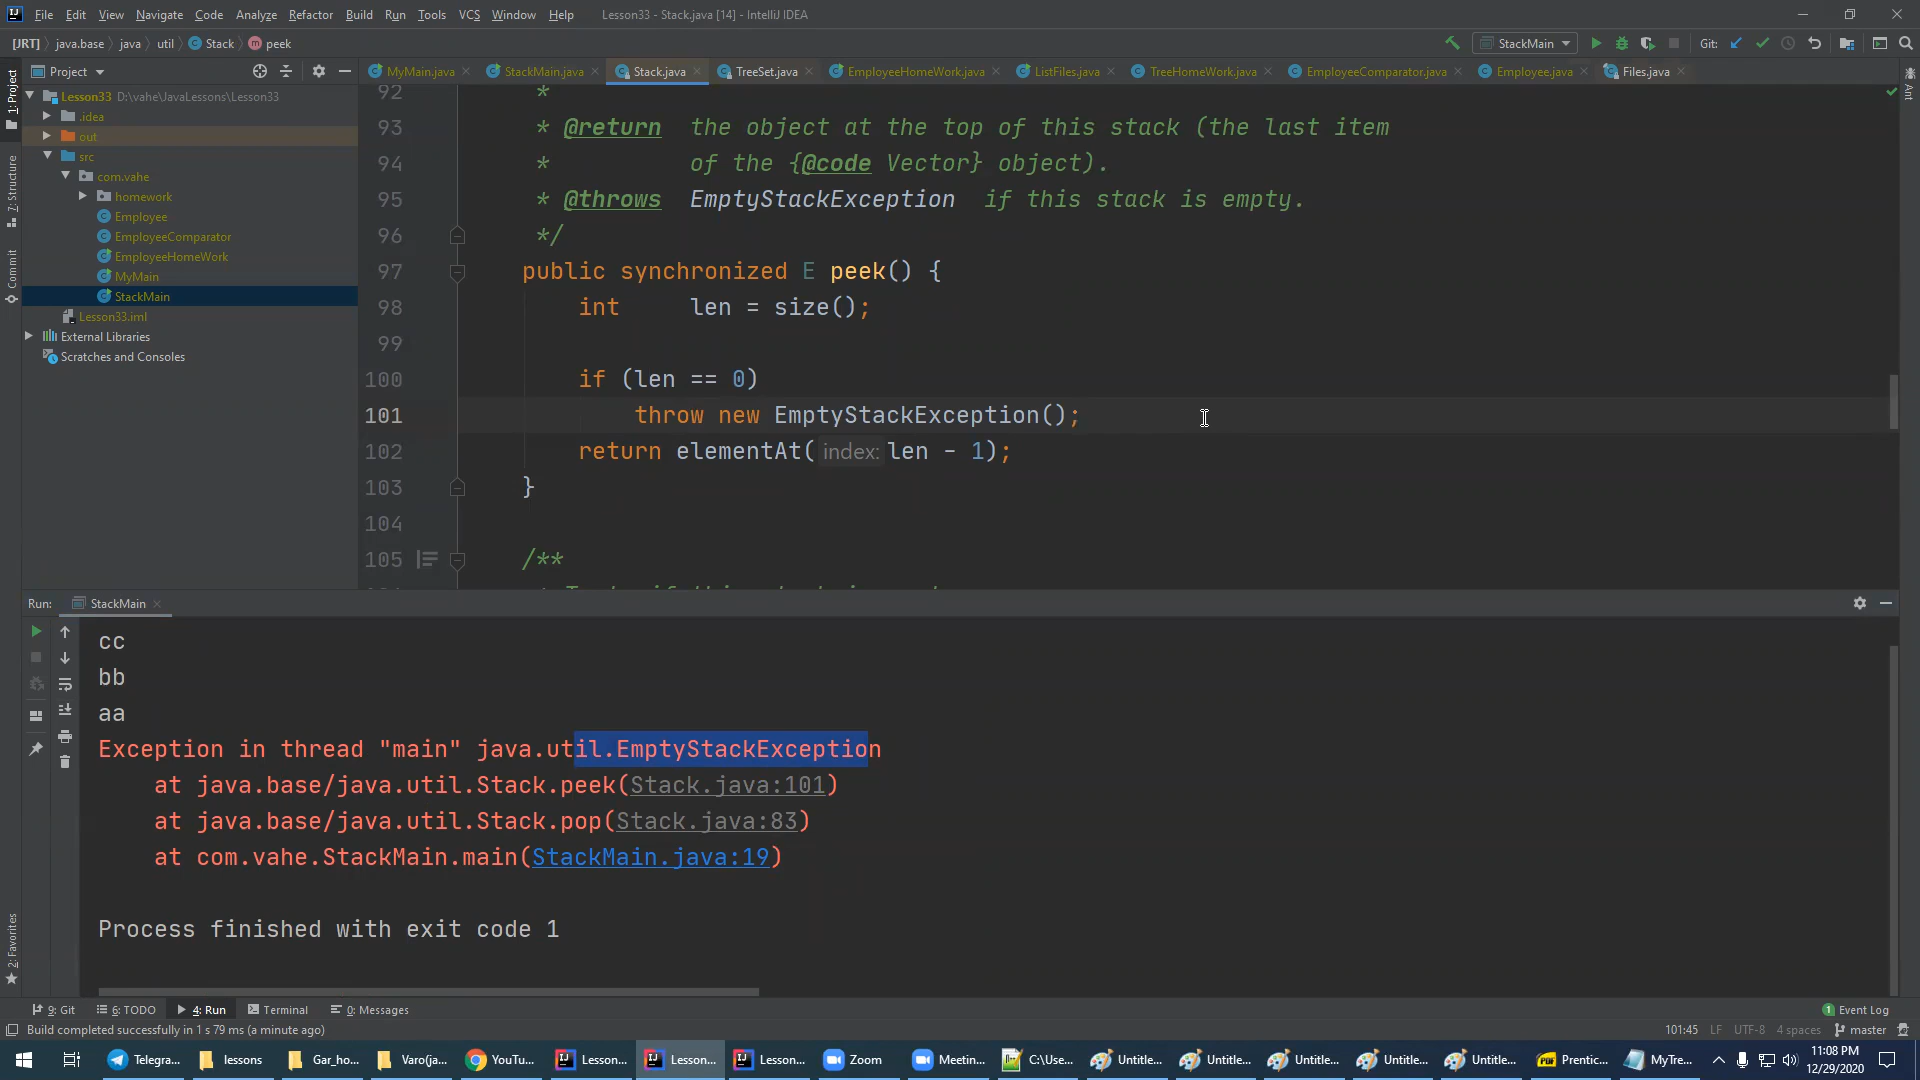 File Edit View Navigate Code Analyze Refactor Build Run Tools VCS Window Help Lesson33 - Stack.java [14] - IntelliJ IDEA
[JRT] java.base java util Stack peek StackMain Git:
Project MyMain.java StackMain.java Stack.java TreeSet.java EmployeeHomeWork.java ListFiles.java TreeHomeWork.java EmployeeComparator.java Employee.java Files.java
1: Project
7: Structure
Commit
2: Favorites
Ant
Lesson33 D:\vahe\JavaLessons\Lesson33
.idea
out
src
com.vahe
homework
Employee
EmployeeComparator
EmployeeHomeWork
MyMain
StackMain
Lesson33.iml
External Libraries
Scratches and Consoles
92 *
93 * @return the object at the top of this stack (the last item
94 * of the {@code Vector} object).
95 * @throws EmptyStackException if this stack is empty.
96 */
97 public synchronized E peek() {
98 int len = size();
99
100 if (len == 0)
101 throw new EmptyStackException();
102 return elementAt( index: len - 1);
103 }
104
105 /**
Run: StackMain
cc
bb
aa
Exception in thread "main" java.util.EmptyStackException
at java.base/java.util.Stack.peek(Stack.java:101)
at java.base/java.util.Stack.pop(Stack.java:83)
at com.vahe.StackMain.main(StackMain.java:19)
Process finished with exit code 1
9: Git 6: TODO 4: Run Terminal 0: Messages 1 Event Log
Build completed successfully in 1 s 79 ms (a minute ago) 101:45 LF UTF-8 4 spaces master
Telegra... lessons Gar_ho... Varo(ja... YouTu... Lesson... Lesson... Lesson... Zoom Meetin... C:\Use... Untitle... Untitle... Untitle... Untitle... Untitle... Prentic... MyTre... 11:08 PM
12/29/2020